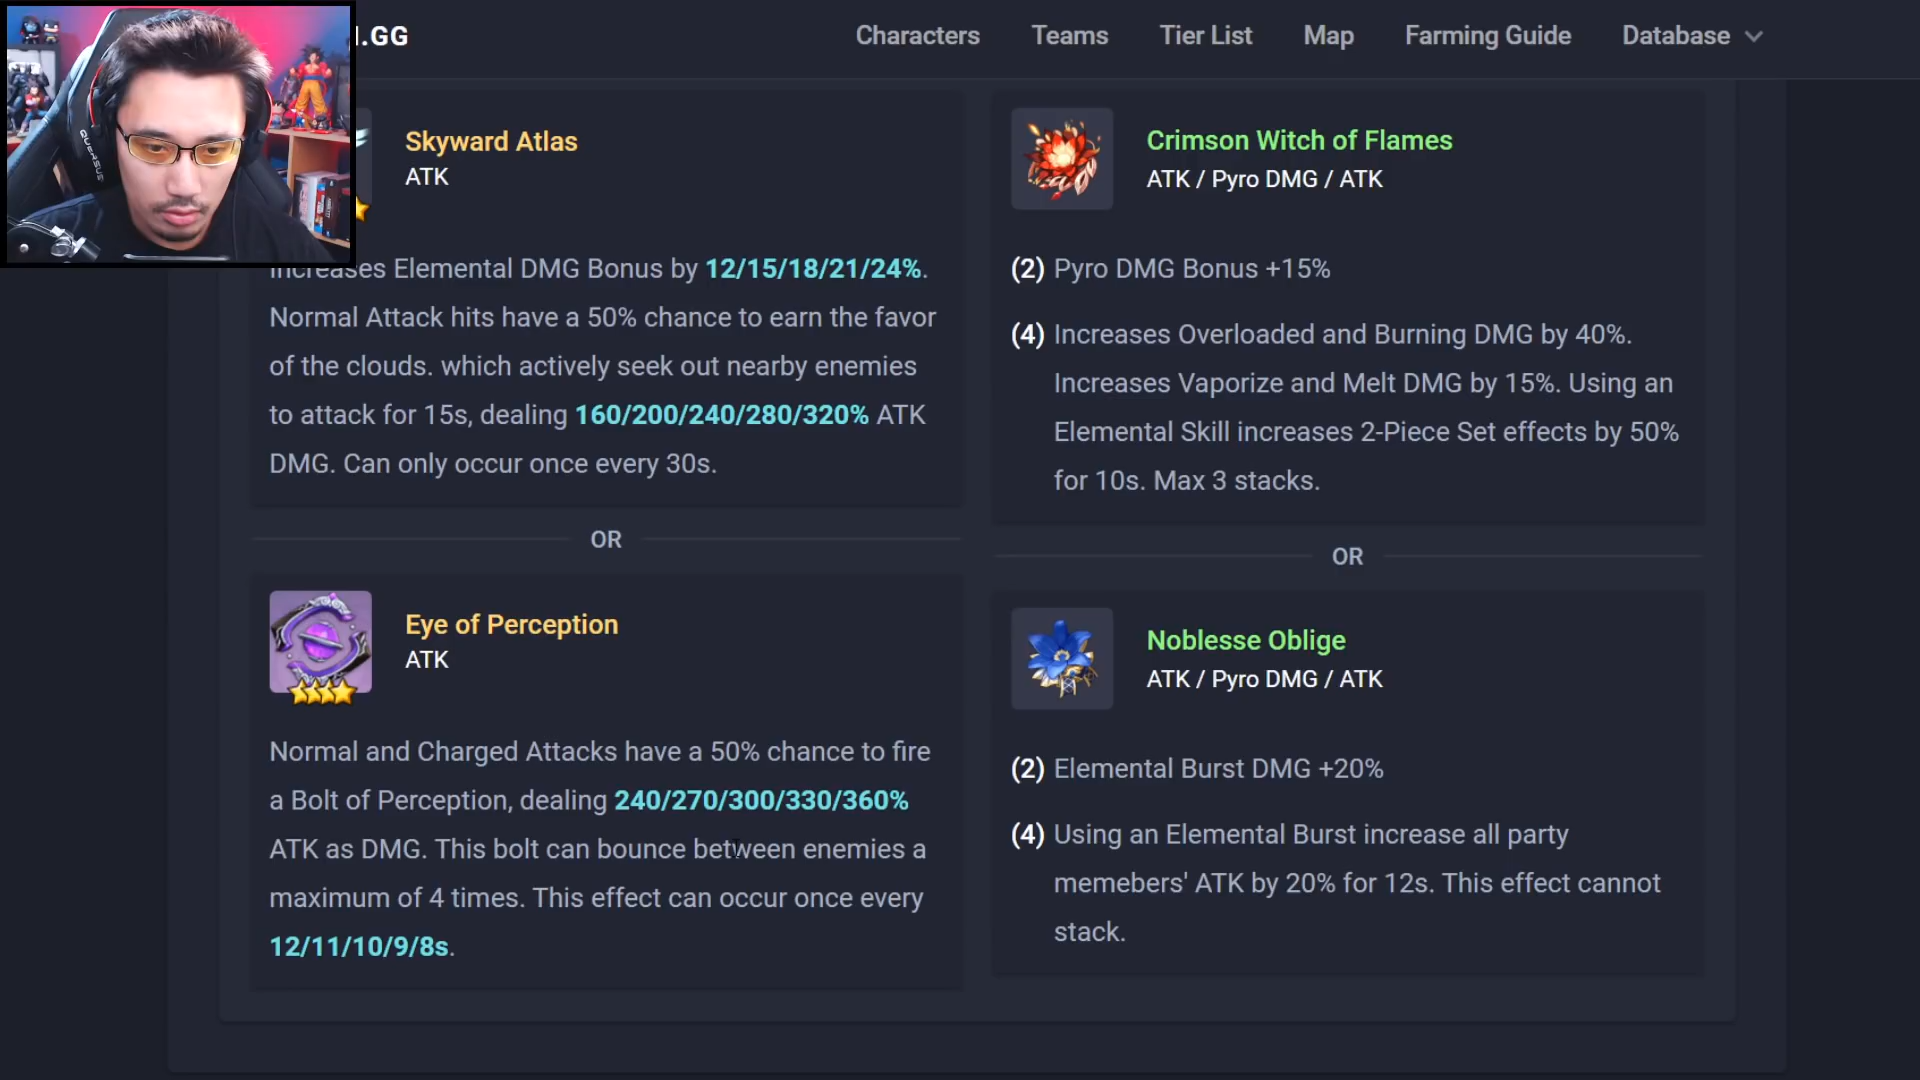 I.GG
Characters
Teams
Tier List
Map
Farming Guide
Database
Skyward Atlas
ATK
Increases Elemental DMG Bonus by 12/15/18/21/24%.
Normal Attack hits have a 50% chance to earn the favor
of the clouds. which actively seek out nearby enemies
to attack for 15s, dealing 160/200/240/280/320% ATK
DMG. Can only occur once every 30s.
OR
Eye of Perception
ATK
Normal and Charged Attacks have a 50% chance to fire
a Bolt of Perception, dealing 240/270/300/330/360%
ATK as DMG. This bolt can bounce between enemies a
maximum of 4 times. This effect can occur once every
12/11/10/9/8s.
Crimson Witch of Flames
ATK / Pyro DMG / ATK
(2) Pyro DMG Bonus +15%
(4) Increases Overloaded and Burning DMG by 40%.
Increases Vaporize and Melt DMG by 15%. Using an
Elemental Skill increases 2-Piece Set effects by 50%
for 10s. Max 3 stacks.
OR
Noblesse Oblige
ATK / Pyro DMG / ATK
(2) Elemental Burst DMG +20%
(4) Using an Elemental Burst increase all party
memebers' ATK by 20% for 12s. This effect cannot
stack.